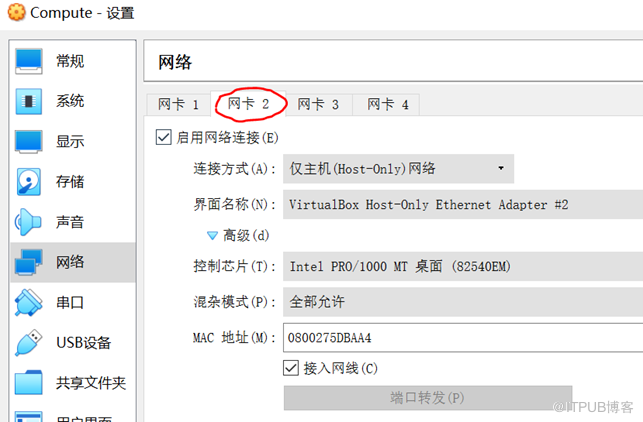 Compute - 设置
常规
系统
显示
存储
声音
网络
串口
USB设备
共享文件夹
用户界面
网络
网卡 1 网卡 2 网卡 3 网卡 4
启用网络连接(E)
连接方式(A): 仅主机(Host-Only)网络
界面名称(N): VirtualBox Host-Only Ethernet Adapter #2
高级(d)
控制芯片(T): Intel PRO/1000 MT 桌面 (82540EM)
混杂模式(P): 全部允许
MAC 地址(M): 0800275DBAA4
接入网线(C)
端口转发(P)
@ITPUB博客